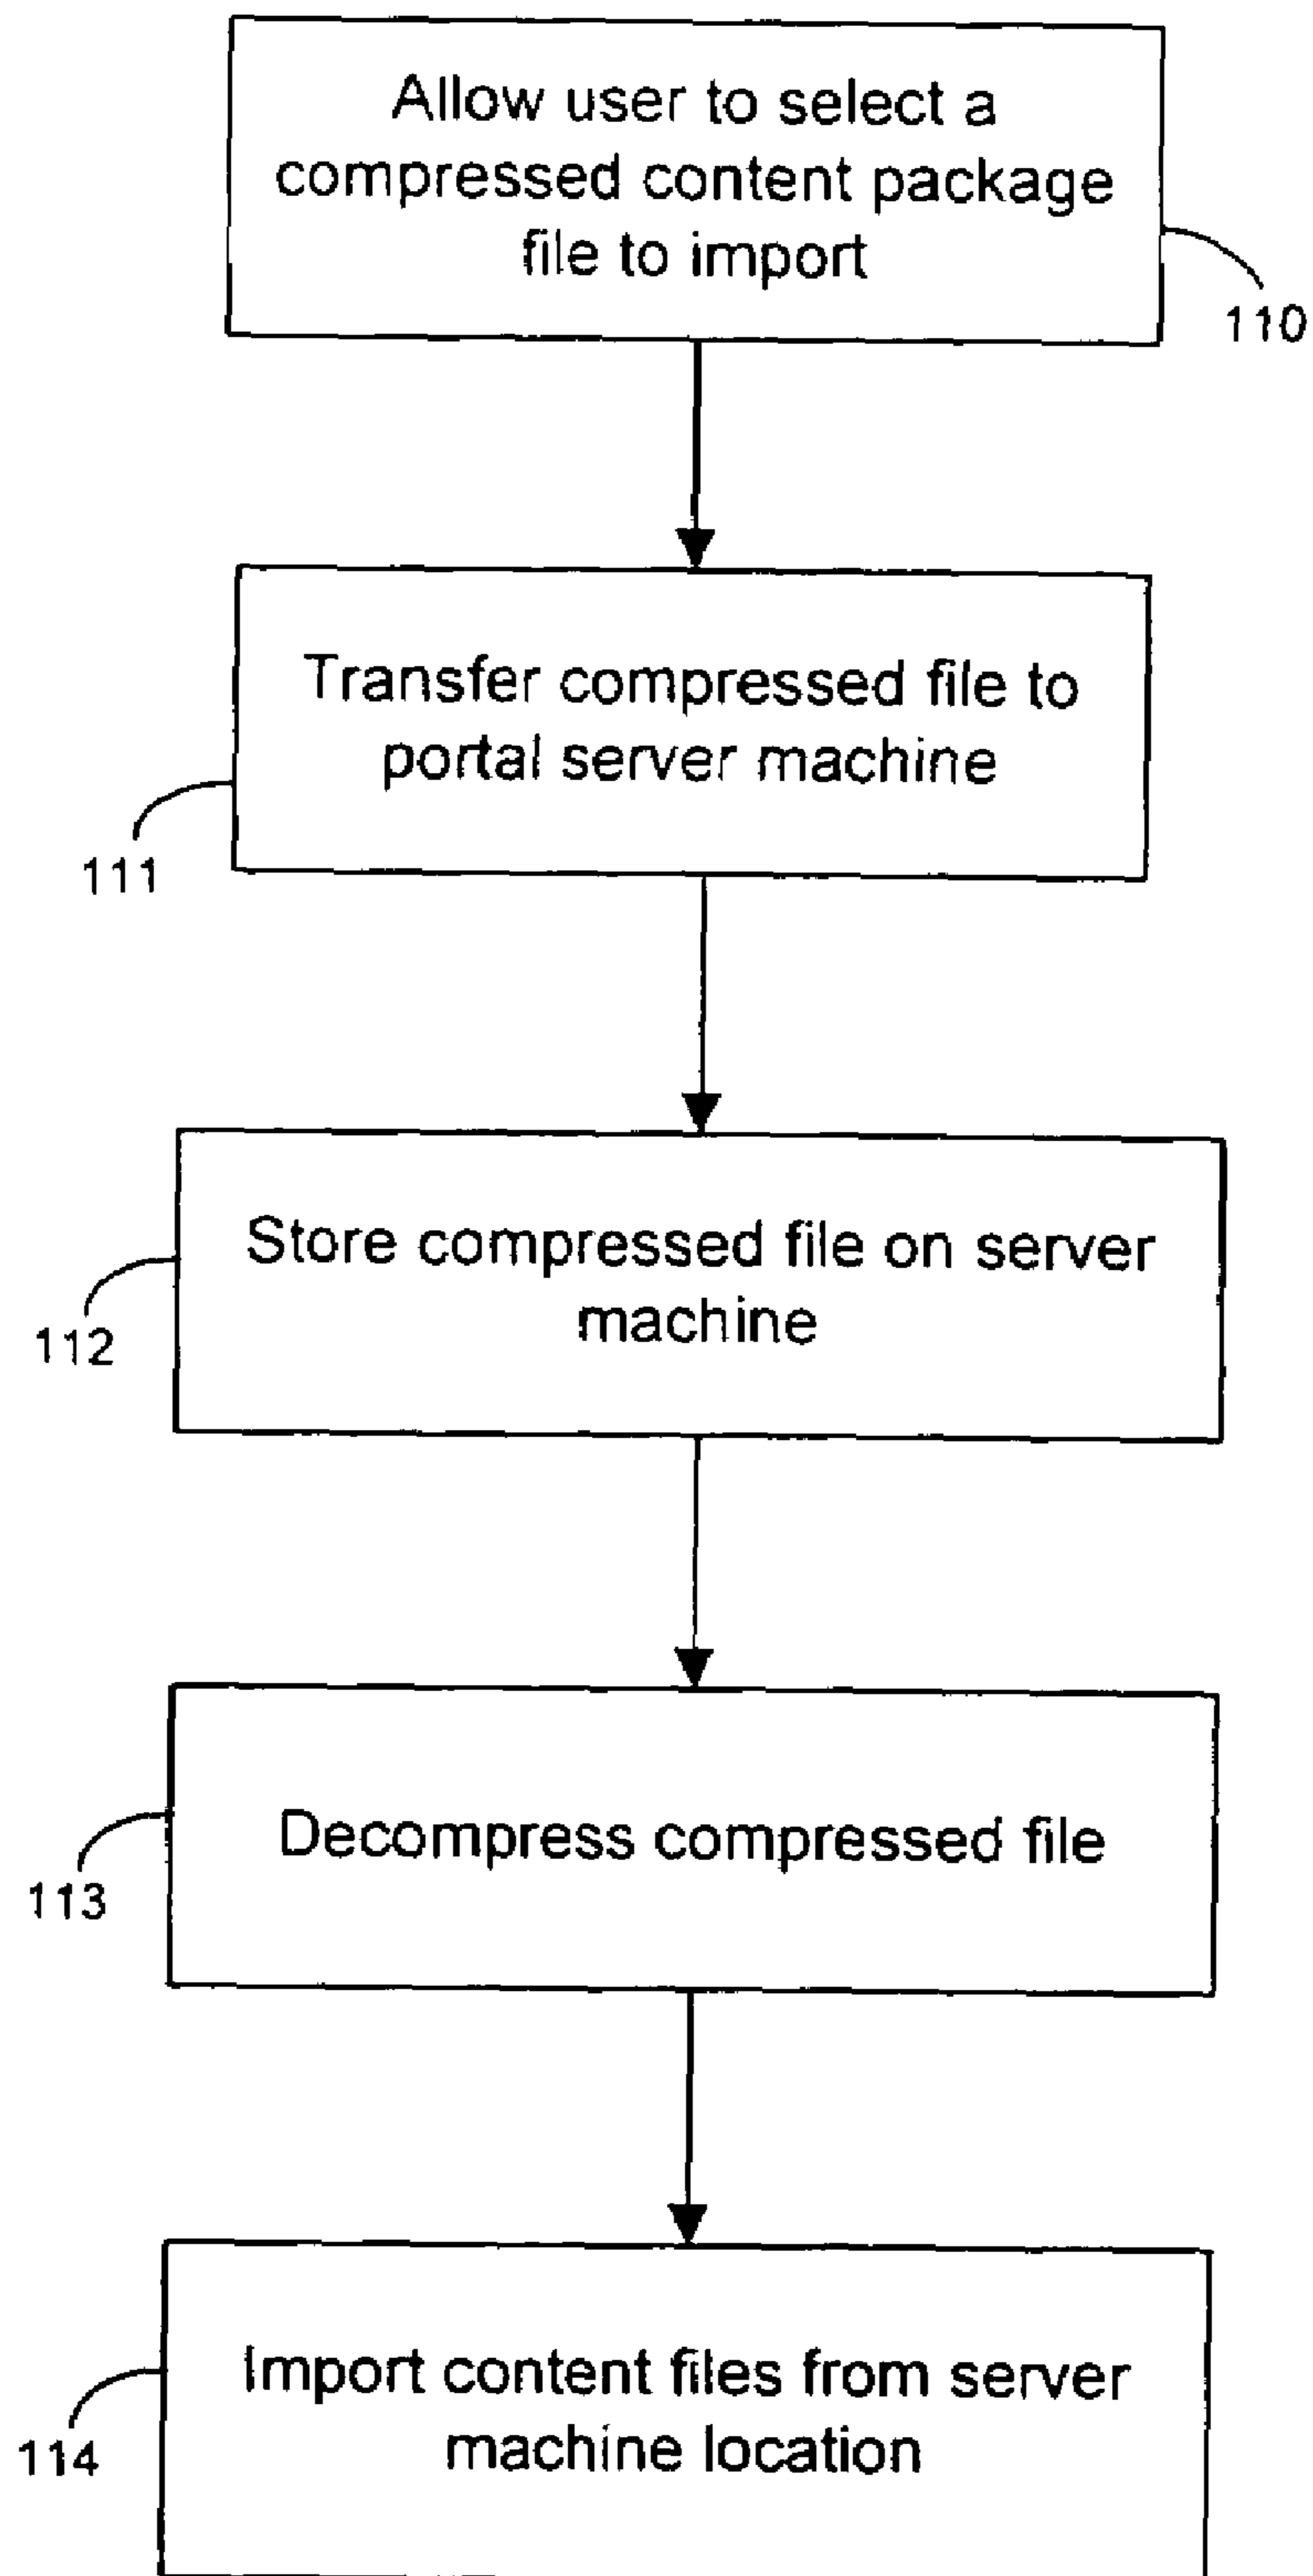 Allow user to select a
compressed content package
file to import
110
Transfer compressed file to
portal server machine
111
Store compressed file on server
machine
112
Decompress compressed file
113
Import content files from server
machine location
114